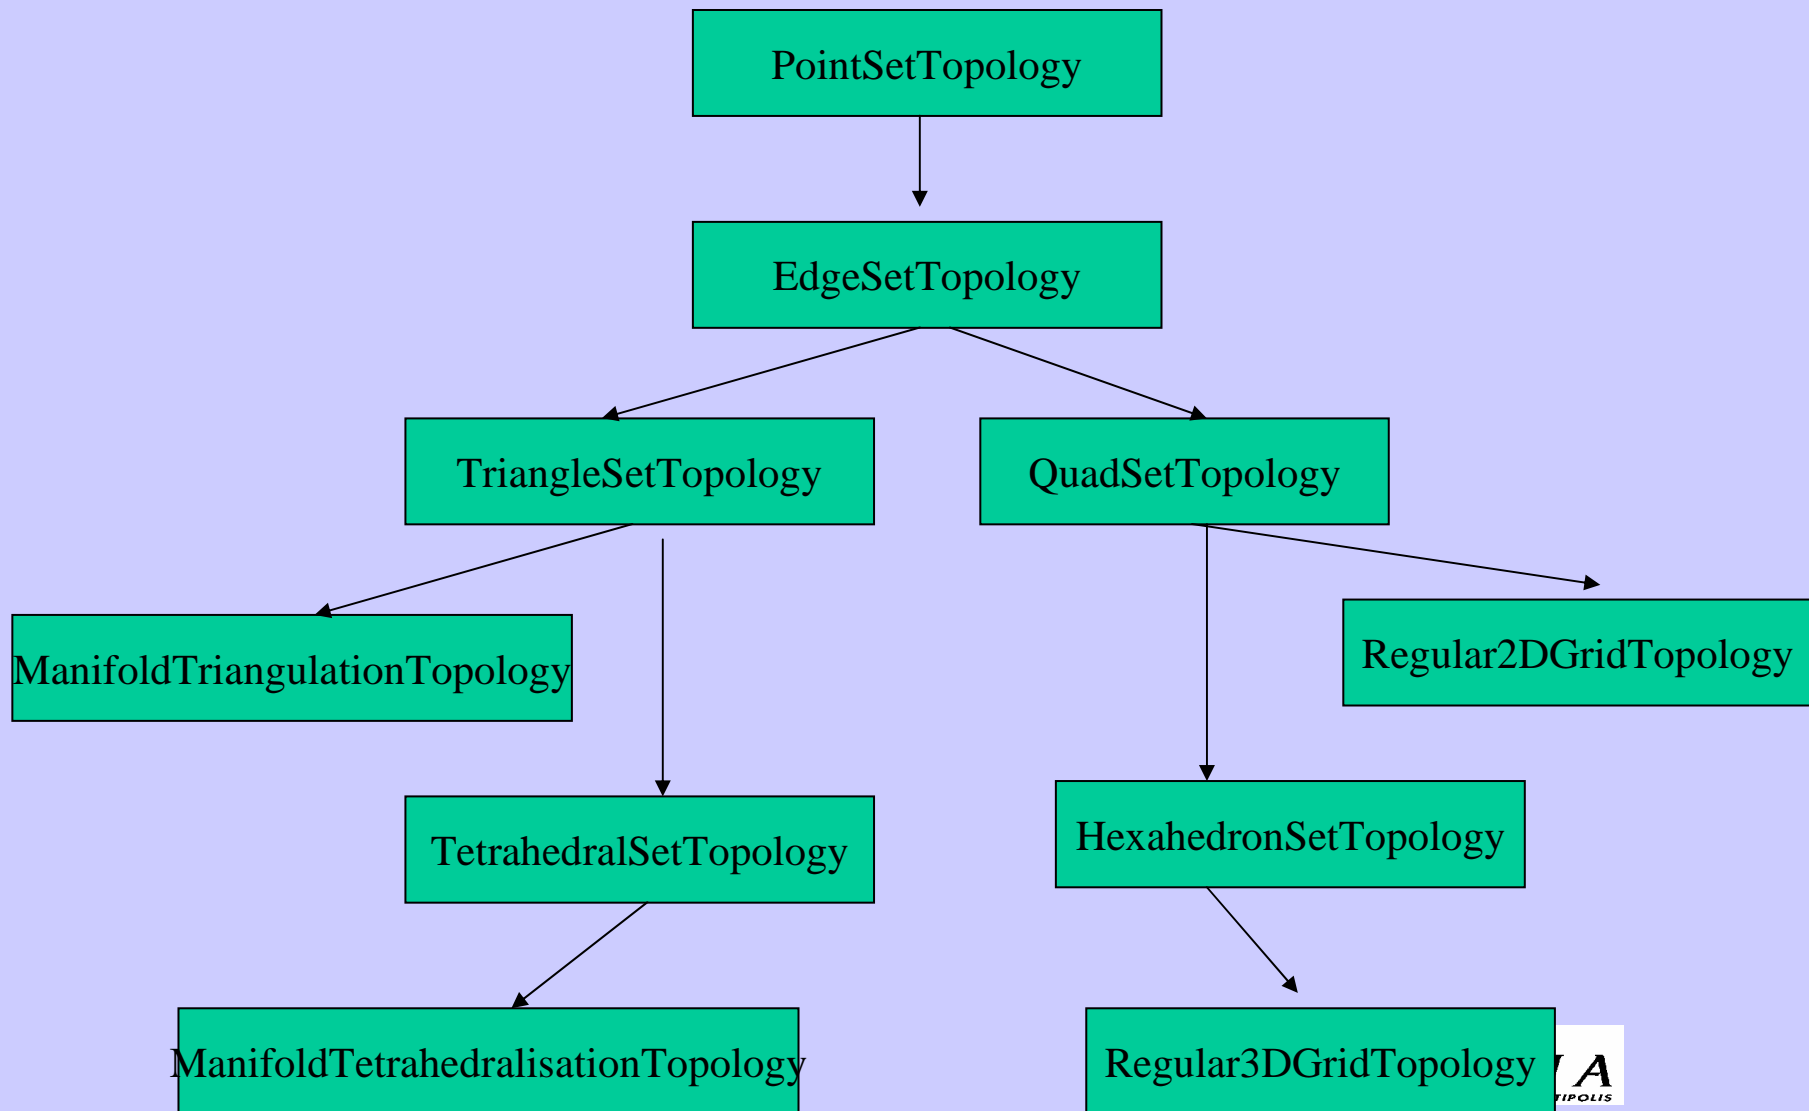 PointSetTopology
EdgeSetTopology
TriangleSetTopology
QuadSetTopology
ManifoldTriangulationTopology
Regular2DGridTopology
TetrahedralSetTopology
HexahedronSetTopology
ManifoldTetrahedralisationTopology
Regular3DGridTopology